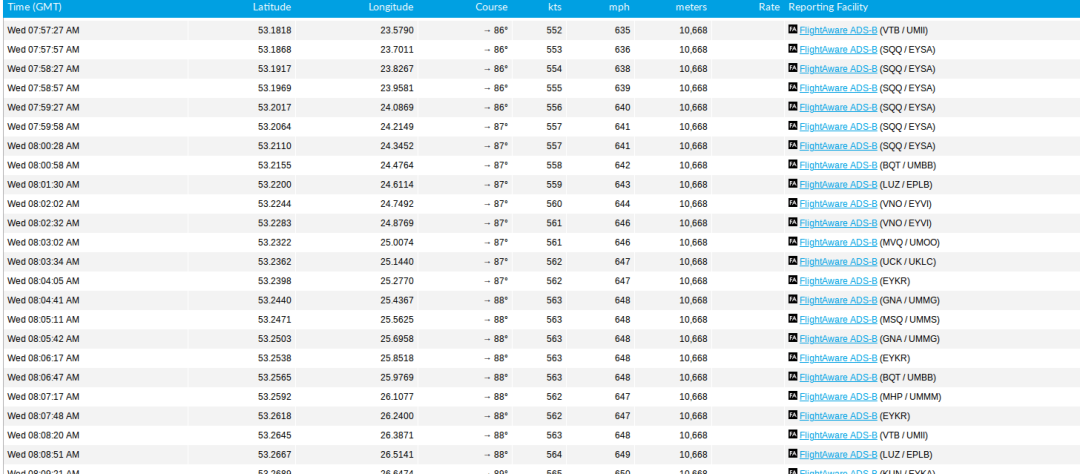 Time (GMT) Latitude Longitude Course kts mph meters Rate Reporting Facility
Wed 07:57:27 AM 53.1818 23.5790 → 86° 552 635 10,668 FA FlightAware ADS-B (VTB / UMII)
Wed 07:57:57 AM 53.1868 23.7011 → 86° 553 636 10,668 FA FlightAware ADS-B (SQQ / EYSA)
Wed 07:58:27 AM 53.1917 23.8267 → 86° 554 638 10,668 FA FlightAware ADS-B (SQQ / EYSA)
Wed 07:58:57 AM 53.1969 23.9581 → 86° 555 639 10,668 FA FlightAware ADS-B (SQQ / EYSA)
Wed 07:59:27 AM 53.2017 24.0869 → 86° 556 640 10,668 FA FlightAware ADS-B (SQQ / EYSA)
Wed 07:59:58 AM 53.2064 24.2149 → 87° 557 641 10,668 FA FlightAware ADS-B (SQQ / EYSA)
Wed 08:00:28 AM 53.2110 24.3452 → 87° 557 641 10,668 FA FlightAware ADS-B (SQQ / EYSA)
Wed 08:00:58 AM 53.2155 24.4764 → 87° 558 642 10,668 FA FlightAware ADS-B (BQT / UMBB)
Wed 08:01:30 AM 53.2200 24.6114 → 87° 559 643 10,668 FA FlightAware ADS-B (LUZ / EPLB)
Wed 08:02:02 AM 53.2244 24.7492 → 87° 560 644 10,668 FA FlightAware ADS-B (VNO / EYVI)
Wed 08:02:32 AM 53.2283 24.8769 → 87° 561 646 10,668 FA FlightAware ADS-B (VNO / EYVI)
Wed 08:03:02 AM 53.2322 25.0074 → 87° 561 646 10,668 FA FlightAware ADS-B (MVQ / UMOO)
Wed 08:03:34 AM 53.2362 25.1440 → 87° 562 647 10,668 FA FlightAware ADS-B (UCK / UKLC)
Wed 08:04:05 AM 53.2398 25.2770 → 87° 562 647 10,668 FA FlightAware ADS-B (EYKR)
Wed 08:04:41 AM 53.2440 25.4367 → 88° 563 648 10,668 FA FlightAware ADS-B (GNA / UMMG)
Wed 08:05:11 AM 53.2471 25.5625 → 88° 563 648 10,668 FA FlightAware ADS-B (MSQ / UMMS)
Wed 08:05:42 AM 53.2503 25.6958 → 88° 563 648 10,668 FA FlightAware ADS-B (GNA / UMMG)
Wed 08:06:17 AM 53.2538 25.8518 → 88° 563 648 10,668 FA FlightAware ADS-B (EYKR)
Wed 08:06:47 AM 53.2565 25.9769 → 88° 563 648 10,668 FA FlightAware ADS-B (BQT / UMBB)
Wed 08:07:17 AM 53.2592 26.1077 → 88° 562 647 10,668 FA FlightAware ADS-B (MHP / UMMM)
Wed 08:07:48 AM 53.2618 26.2400 → 88° 562 647 10,668 FA FlightAware ADS-B (EYKR)
Wed 08:08:20 AM 53.2645 26.3871 → 88° 563 648 10,668 FA FlightAware ADS-B (VTB / UMII)
Wed 08:08:51 AM 53.2667 26.5141 → 88° 564 649 10,668 FA FlightAware ADS-B (LUZ / EPLB)
Wed 08:09:21 AM 53.2689 26.6474 → 565 650 10,668 FA FlightAware ADS-B (KUN / EYKA)